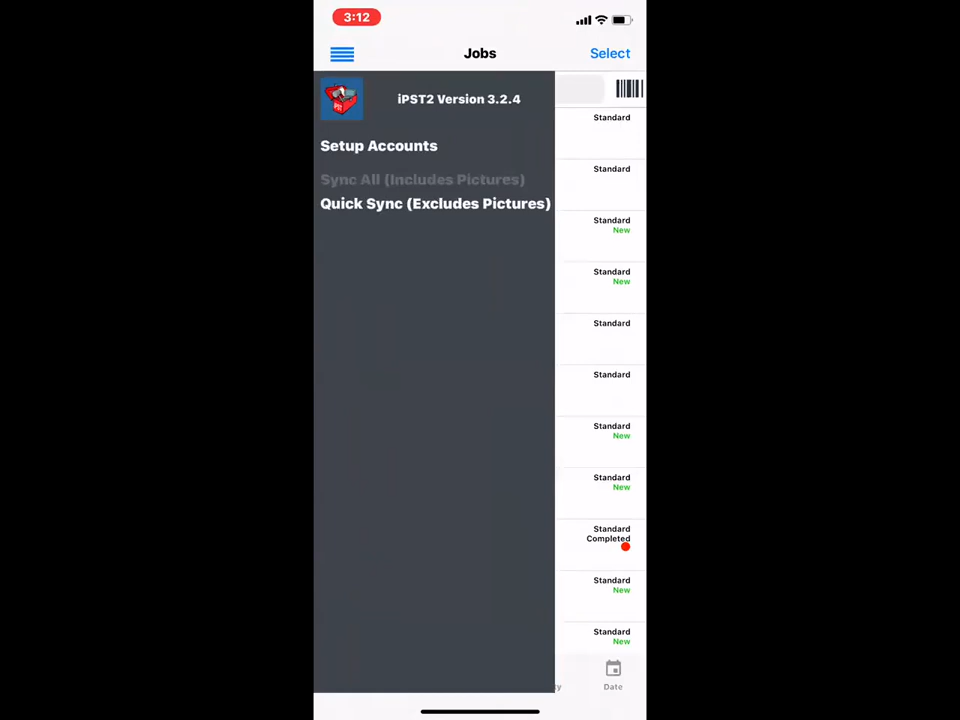 3:12
Jobs
Select
iPST2 Version 3.2.4
Setup Accounts
Sync All (Includes Pictures)
Quick Sync (Excludes Pictures)
Standard
Standard
Standard
New
Standard
New
Standard
Standard
Standard
New
Standard
New
Standard
Completed
Standard
New
Standard
New
Date